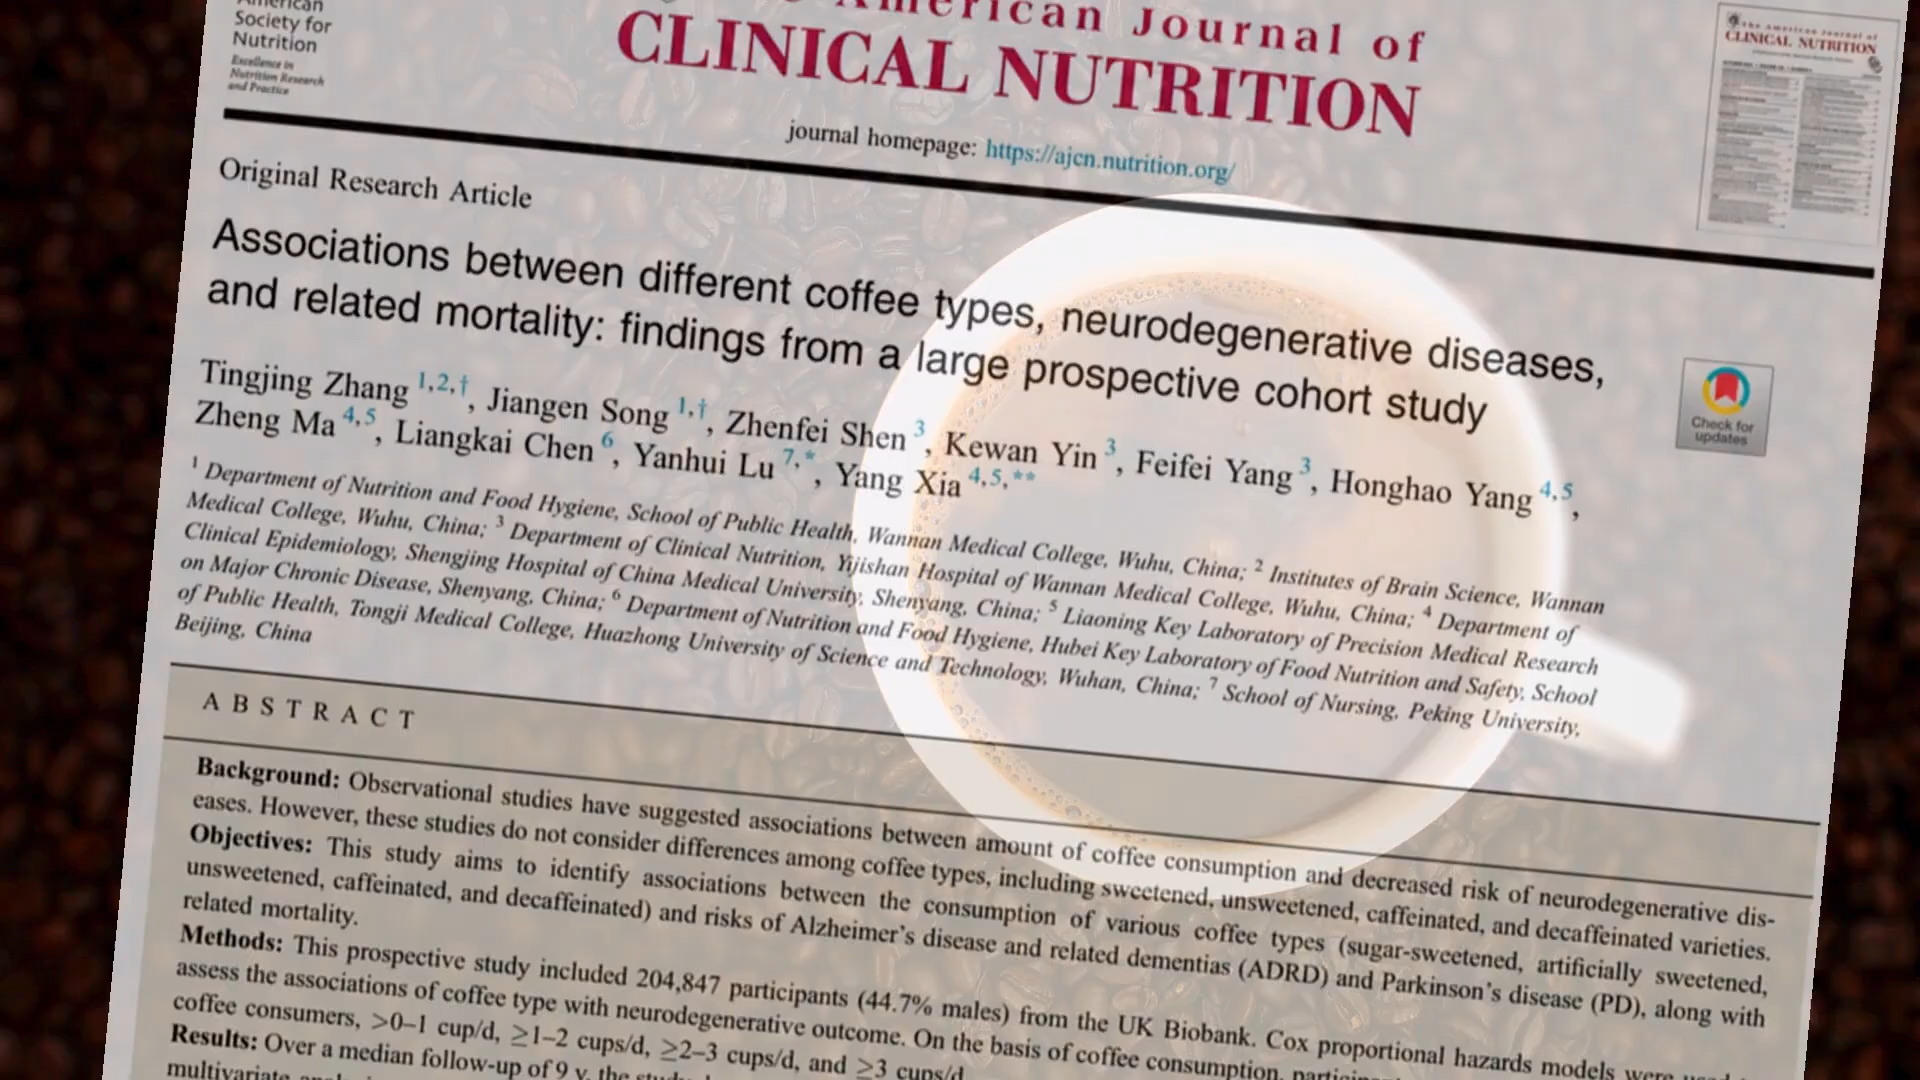 American
Society for
Nutrition
Excellence in
Nutrition Research
and Practice
American Journal of
CLINICAL NUTRITION
journal homepage: https://ajcn.nutrition.org/
The American Journal of
CLINICAL NUTRITION
Original Research Article
Associations between different coffee types, neurodegenerative diseases,
and related mortality: findings from a large prospective cohort study
Check for
updates
Tingjing Zhang 1,2,†, Jiangen Song 1,†, Zhenfei Shen 3, Kewan Yin 3, Feifei Yang 3, Honghao Yang 4,5,
Zheng Ma 4,5, Liangkai Chen 6, Yanhui Lu 7,*, Yang Xia 4,5,**
1 Department of Nutrition and Food Hygiene, School of Public Health, Wannan Medical College, Wuhu, China; 2 Institutes of Brain Science, Wannan
Medical College, Wuhu, China; 3 Department of Clinical Nutrition, Yijishan Hospital of Wannan Medical College, Wuhu, China; 4 Department of
Clinical Epidemiology, Shengjing Hospital of China Medical University, Shenyang, China; 5 Liaoning Key Laboratory of Precision Medical Research
on Major Chronic Disease, Shenyang, China; 6 Department of Nutrition and Food Hygiene, Hubei Key Laboratory of Food Nutrition and Safety, School
of Public Health, Tongji Medical College, Huazhong University of Science and Technology, Wuhan, China; 7 School of Nursing, Peking University,
Beijing, China
ABSTRACT
Background: Observational studies have suggested associations between amount of coffee consumption and decreased risk of neurodegenerative dis-
eases. However, these studies do not consider differences among coffee types, including sweetened, unsweetened, caffeinated, and decaffeinated varieties.
Objectives: This study aims to identify associations between the consumption of various coffee types (sugar-sweetened, artificially sweetened,
unsweetened, caffeinated, and decaffeinated) and risks of Alzheimer's disease and related dementias (ADRD) and Parkinson's disease (PD), along with
related mortality.
Methods: This prospective study included 204,847 participants (44.7% males) from the UK Biobank. Cox proportional hazards models were used to
assess the associations of coffee type with neurodegenerative outcome. On the basis of coffee consumption,
coffee consumers, >0–1 cup/d, ≥1–2 cups/d, ≥2–3 cups/d, and ≥3 cups/d.
Results: Over a median follow-up of 9 y, the
multivariate